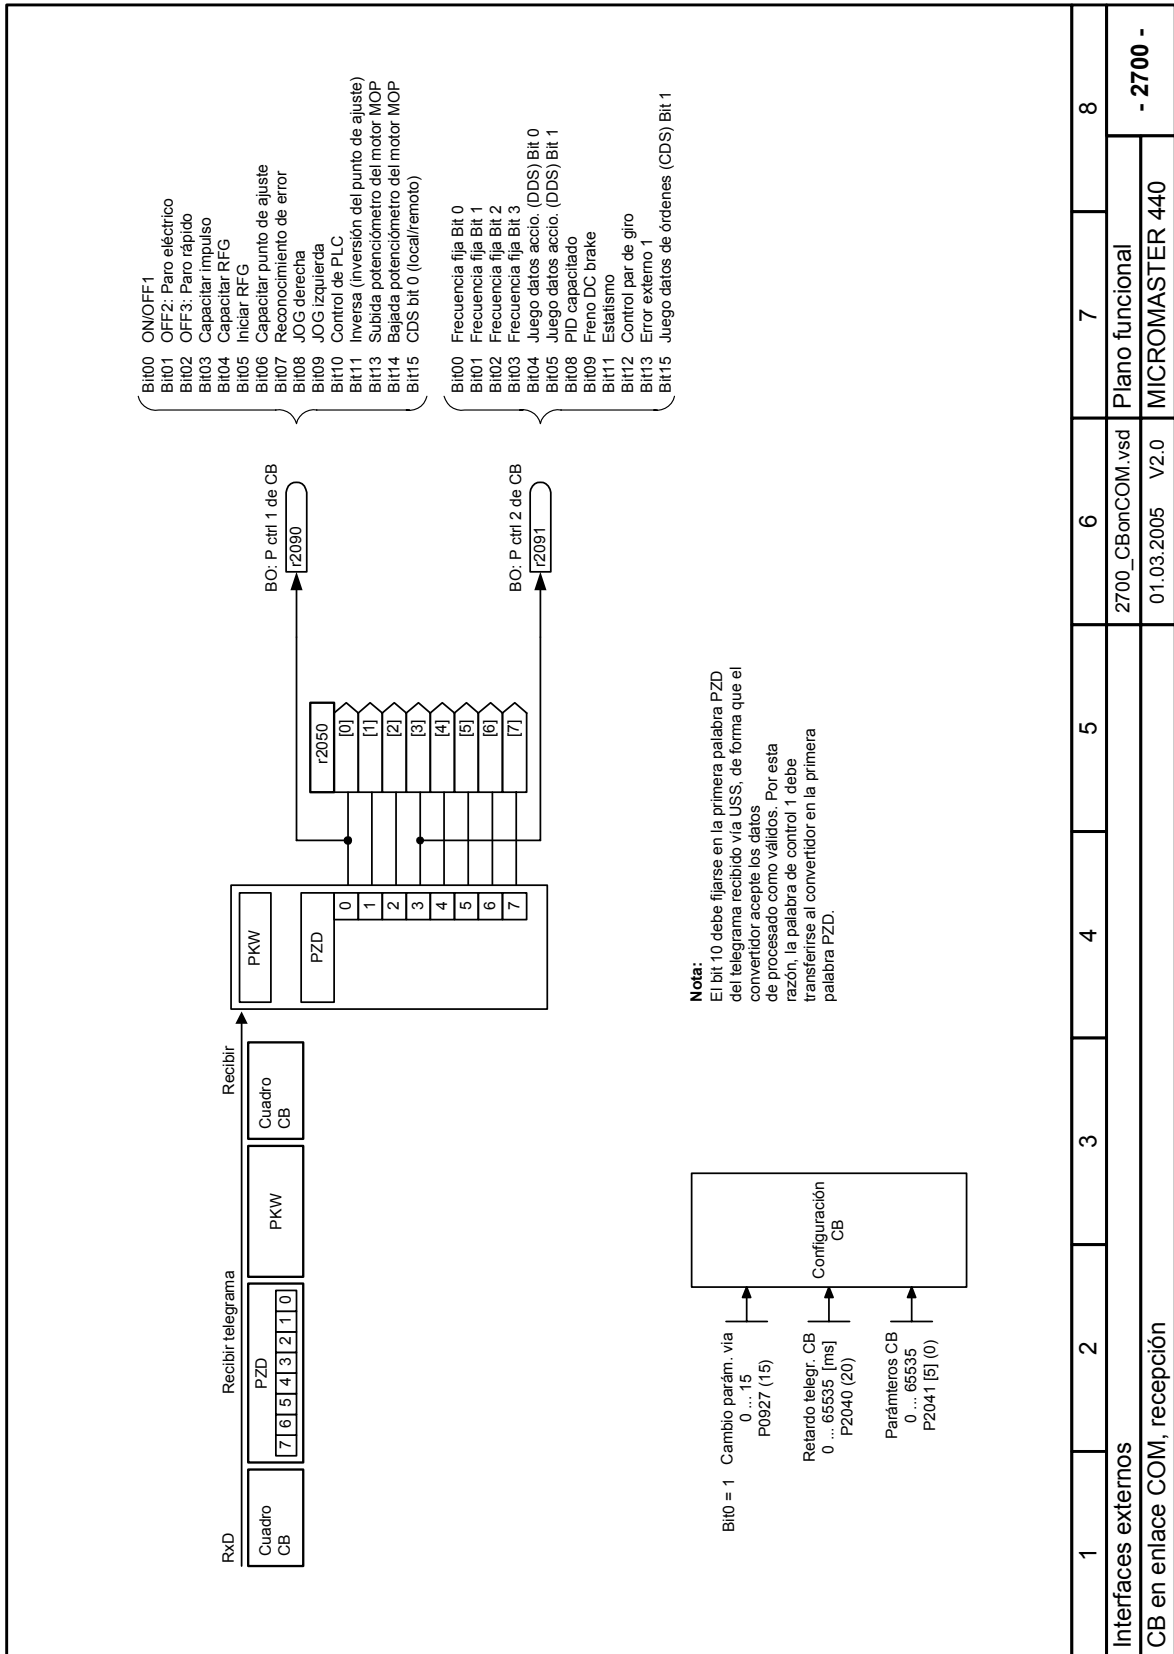 RxD
Recibir telegrama
Recibir
Cuadro
CB
PZD
7 6 5 4 3 2 1 0
PKW
Cuadro
CB
PKW
PZD
0
1
2
3
4
5
6
7
r2050
[0]
[1]
[2]
[3]
[4]
[5]
[6]
[7]
BO: P ctrl 1 de CB
r2090
BO: P ctrl 2 de CB
r2091
Bit00 ON/OFF1
Bit01 OFF2: Paro eléctrico
Bit02 OFF3: Paro rápido
Bit03 Capacitar impulso
Bit04 Capacitar RFG
Bit05 Iniciar RFG
Bit06 Capacitar punto de ajuste
Bit07 Reconocimiento de error
Bit08 JOG derecha
Bit09 JOG izquierda
Bit10 Control de PLC
Bit11 Inversa (inversión del punto de ajuste)
Bit13 Subida potenciómetro del motor MOP
Bit14 Bajada potenciómetro del motor MOP
Bit15 CDS bit 0 (local/remoto)
Bit00 Frecuencia fija Bit 0
Bit01 Frecuencia fija Bit 1
Bit02 Frecuencia fija Bit 2
Bit03 Frecuencia fija Bit 3
Bit04 Juego datos accio. (DDS) Bit 0
Bit05 Juego datos accio. (DDS) Bit 1
Bit08 PID capacitado
Bit09 Freno DC brake
Bit11 Estatismo
Bit12 Control par de giro
Bit13 Error externo 1
Bit15 Juego datos de órdenes (CDS) Bit 1
Bit0 = 1 Cambio parám. via
0 ... 15
P0927 (15)
Retardo telegr. CB
0 ... 65535 [ms]
P2040 (20)
Parámteros CB
0 ... 65535
P2041 [5] (0)
Configuración
CB
Nota:
El bit 10 debe fijarse en la primera palabra PZD
del telegrama recibido vía USS, de forma que el
convertidor acepte los datos
de procesado como válidos. Por esta
razón, la palabra de control 1 debe
transferirse al convertidor en la primera
palabra PZD.
1 2 3 4 5 6 7 8
Interfaces externos
2700_CBonCOM.vsd
Plano funcional
- 2700 -
CB en enlace COM, recepción
01.03.2005 V2.0
MICROMASTER 440